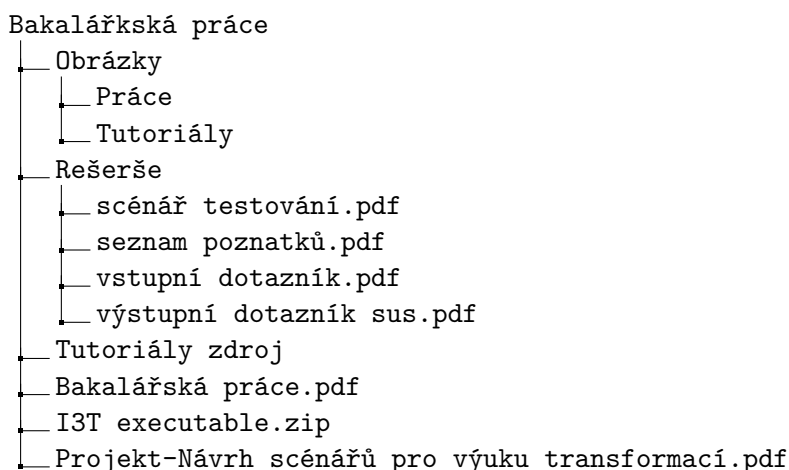 Bakalářkská práce
Obrázky
Práce
Tutoriály
Rešerše
scénář testování.pdf
seznam poznatků.pdf
vstupní dotazník.pdf
výstupní dotazník sus.pdf
Tutoriály zdroj
Bakalářská práce.pdf
I3T executable.zip
Projekt-Návrh scénářů pro výuku transformací.pdf